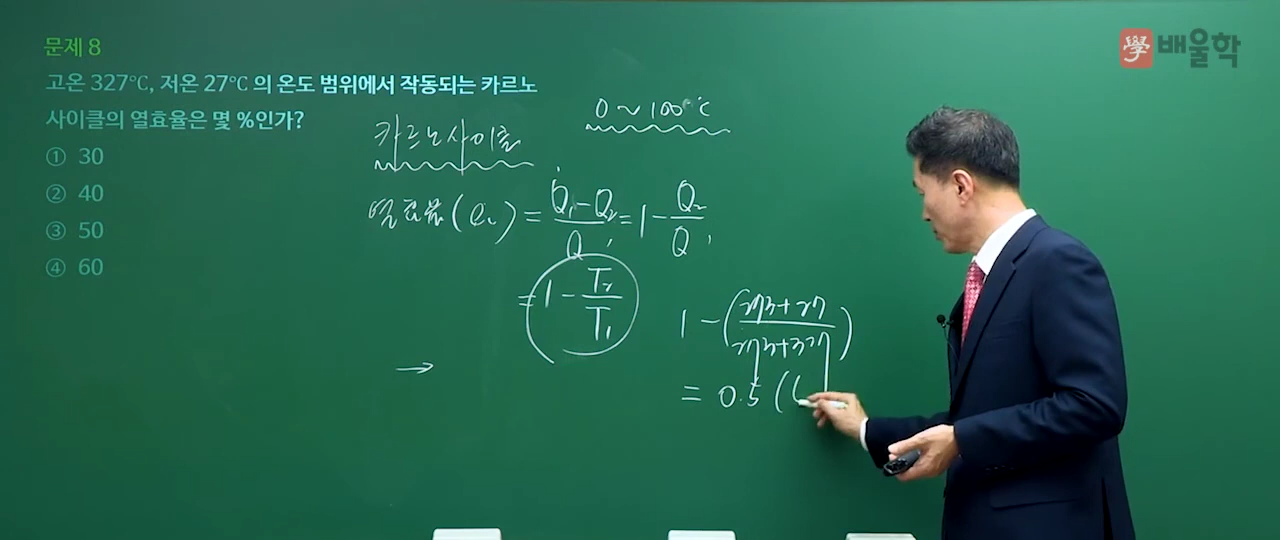 문제 8
고온 327℃, 저온 27℃ 의 온도 범위에서 작동되는 카르노
사이클의 열효율은 몇 %인가?
① 30
② 40
③ 50
④ 60
學 배울학
0 ~ 100℃
카르노사이클
열효율 ( ) = Q₁-Q₂ / Q₁ = 1 - Q₂ / Q₁
= 1 - T₂ / T₁
1 - ( 273+27 / 273+327 )
→
= 0.5 (